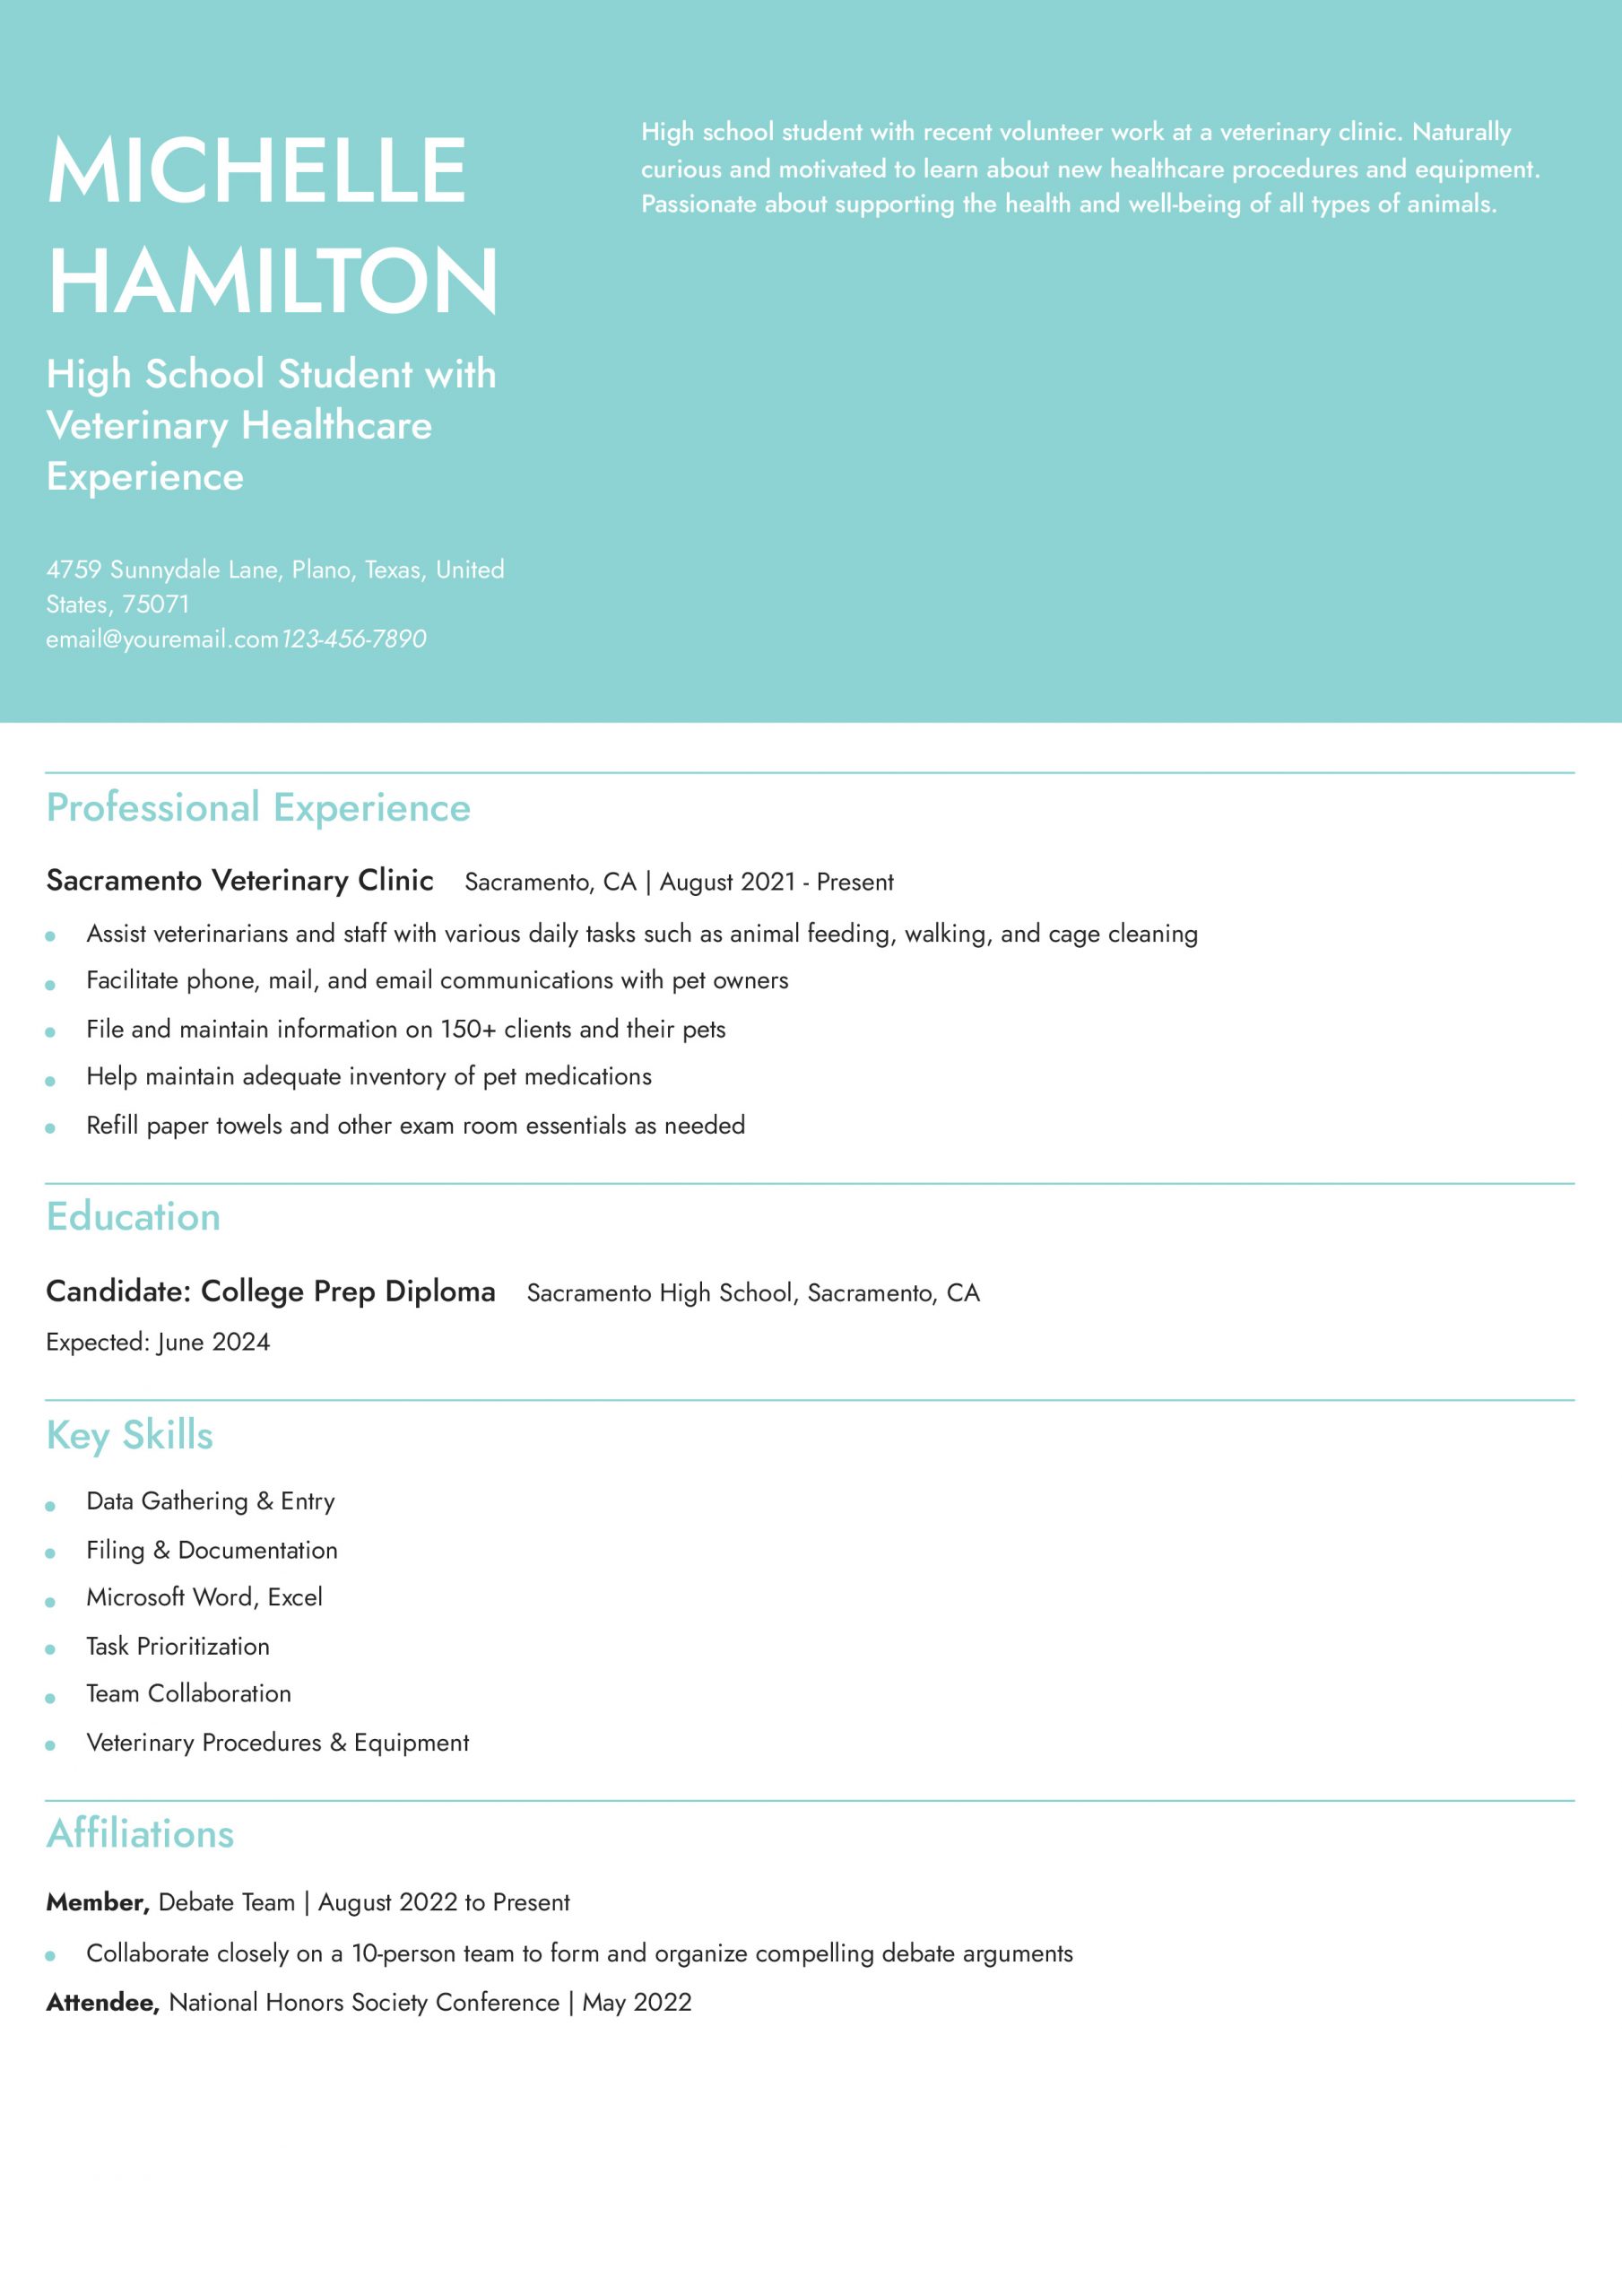 MICHELLE
HAMILTON
High School Student with
Veterinary Healthcare
Experience
4759 Sunnydale Lane, Plano, Texas, United
States, 75071
email@youremail.com123-456-7890
High school student with recent volunteer work at a veterinary clinic. Naturally
curious and motivated to learn about new healthcare procedures and equipment.
Passionate about supporting the health and well-being of all types of animals.
Professional Experience
Sacramento Veterinary Clinic Sacramento, CA | August 2021 - Present
• Assist veterinarians and staff with various daily tasks such as animal feeding, walking, and cage cleaning
• Facilitate phone, mail, and email communications with pet owners
• File and maintain information on 150+ clients and their pets
• Help maintain adequate inventory of pet medications
• Refill paper towels and other exam room essentials as needed
Education
Candidate: College Prep Diploma Sacramento High School, Sacramento, CA
Expected: June 2024
Key Skills
• Data Gathering & Entry
• Filing & Documentation
• Microsoft Word, Excel
• Task Prioritization
• Team Collaboration
• Veterinary Procedures & Equipment
Affiliations
Member, Debate Team | August 2022 to Present
• Collaborate closely on a 10-person team to form and organize compelling debate arguments
Attendee, National Honors Society Conference | May 2022